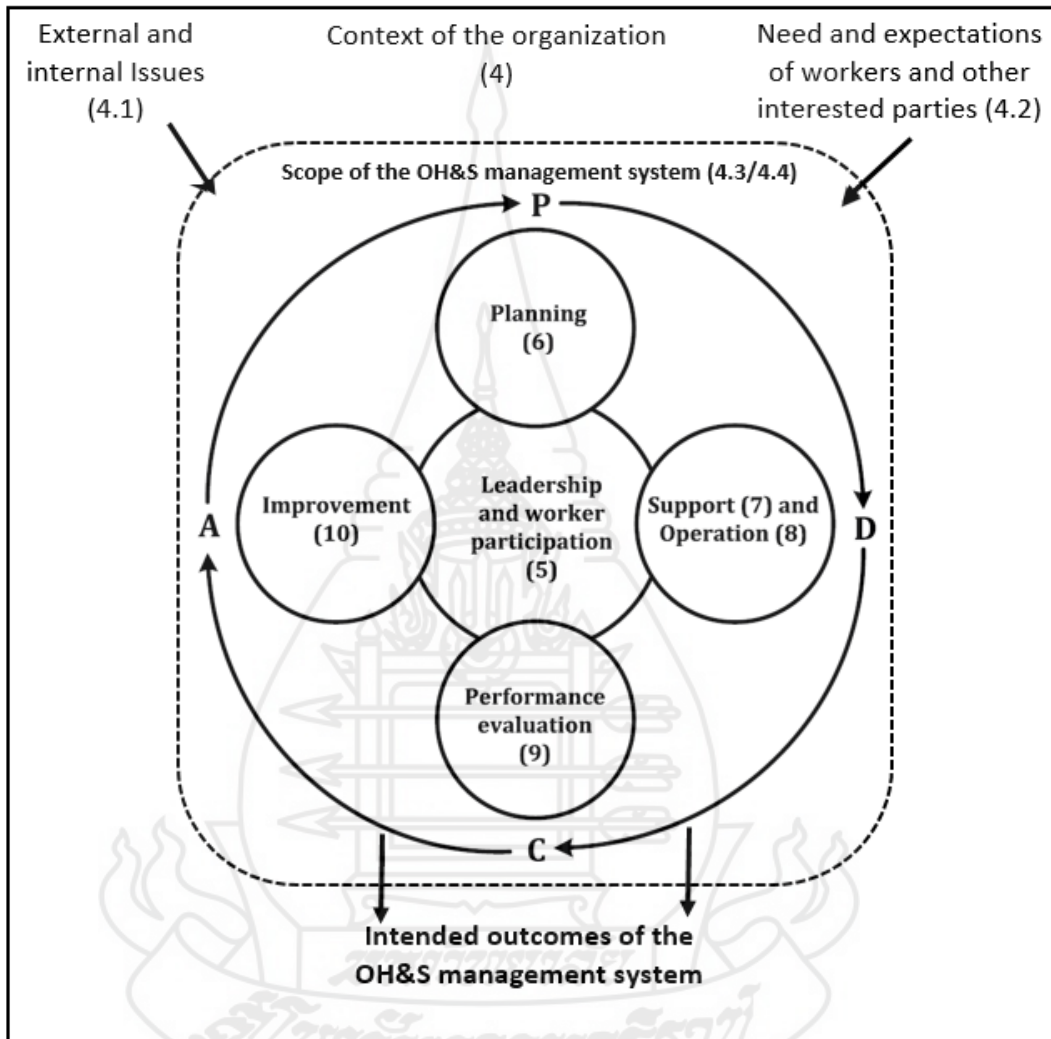 External and
internal Issues
(4.1)
Context of the organization
(4)
Need and expectations
of workers and other
interested parties (4.2)
Scope of the OH&S management system (4.3/4.4)
P
Planning
(6)
A
Improvement
(10)
Leadership
and worker
participation
(5)
Support (7) and
Operation (8)
D
Performance
evaluation
(9)
C
Intended outcomes of the
OH&S management system